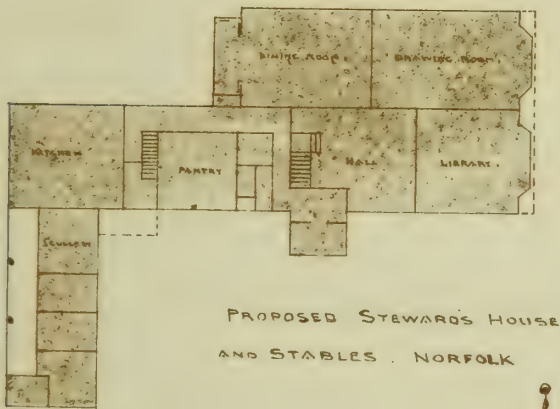 DINING ROOM.
DRAWING ROOM.
KITCHEN
PANTRY
HALL
LIBRARY.
SCULLERY
PROPOSED STEWARDS HOUSE
AND STABLES. NORFOLK